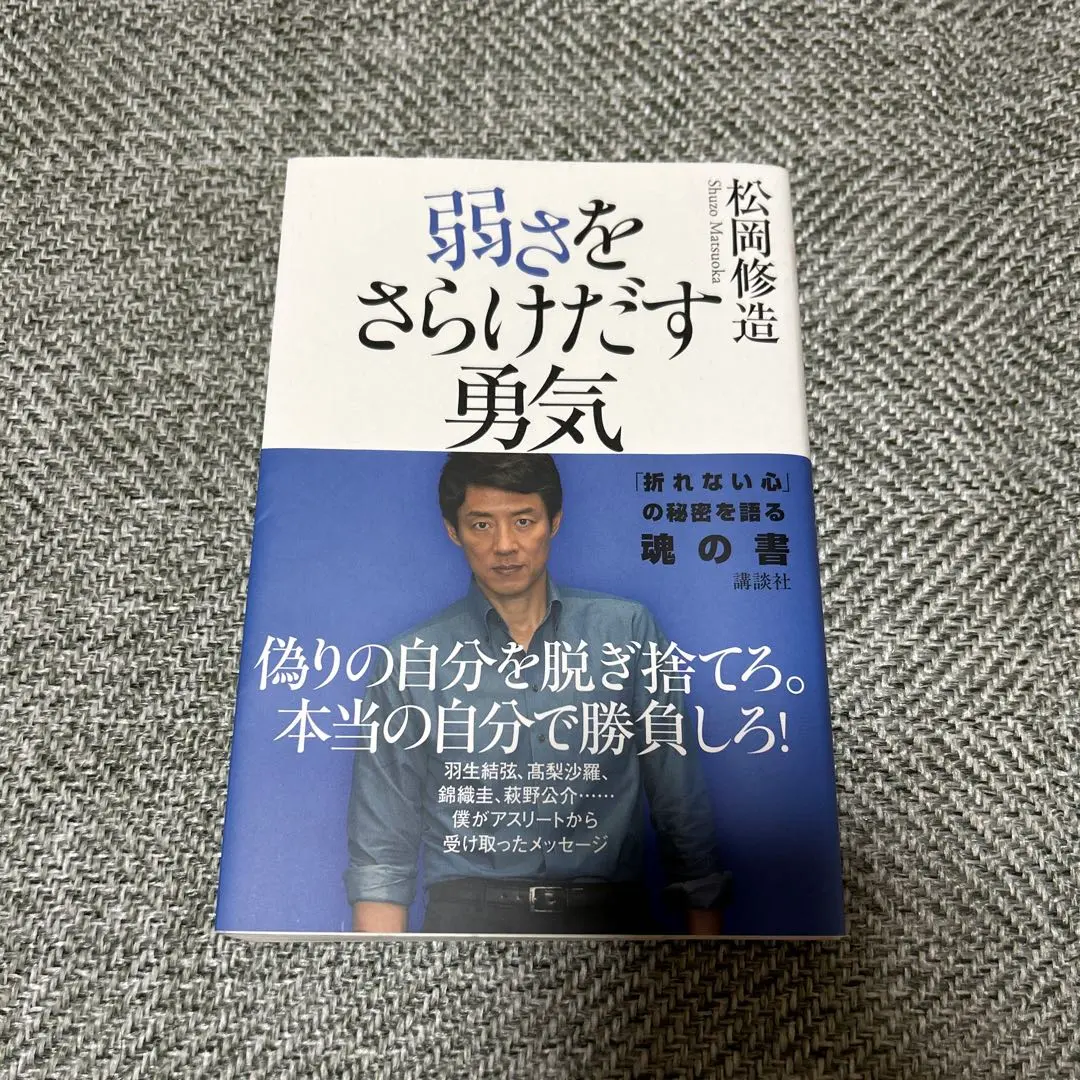 弱さを
さらけだす
勇気
松岡修造
Shuzo Matsuoka
「折れない心」
の秘密を語る
魂の書
講談社
偽りの自分を脱ぎ捨てろ。
本当の自分で勝負しろ!
羽生結弦、髙梨沙羅、
錦織圭、萩野公介……
僕がアスリートから
受け取ったメッセージ